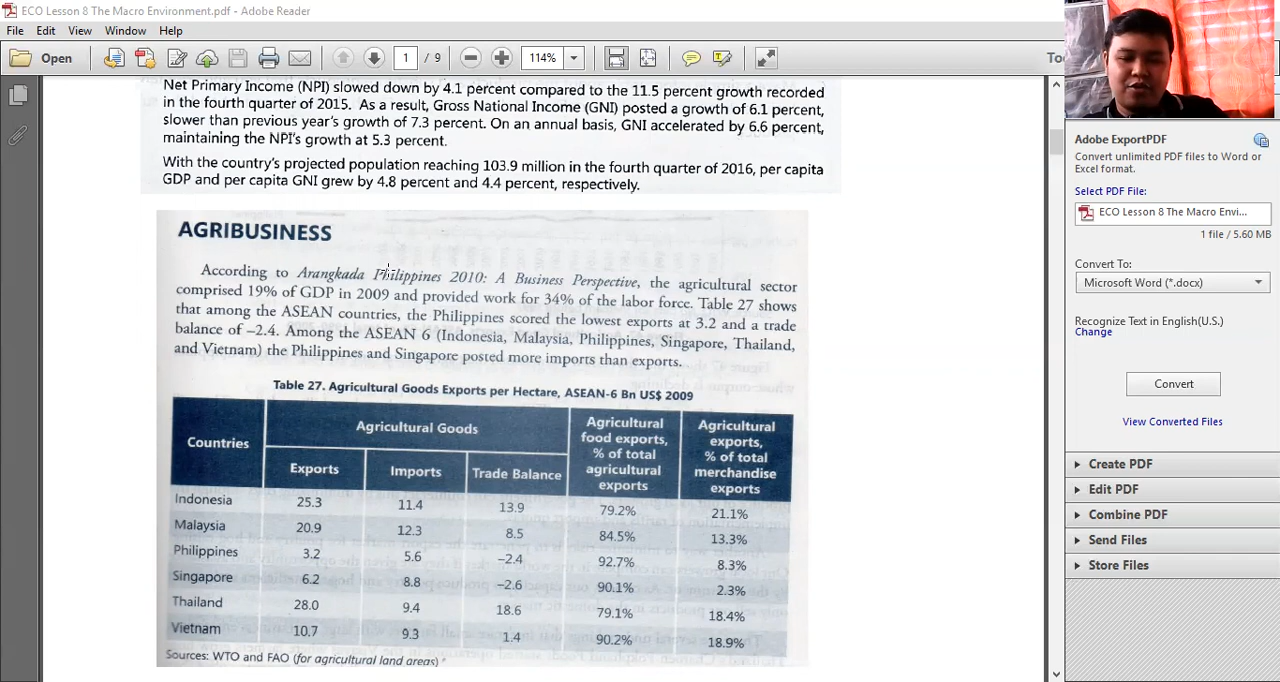 ECO Lesson 8 The Macro Environment.pdf - Adobe Reader
File Edit View Window Help
Open 1 / 9 114% To
Net Primary Income (NPI) slowed down by 4.1 percent compared to the 11.5 percent growth recorded
in the fourth quarter of 2015. As a result, Gross National Income (GNI) posted a growth of 6.1 percent,
slower than previous year's growth of 7.3 percent. On an annual basis, GNI accelerated by 6.6 percent,
maintaining the NPI's growth at 5.3 percent.
With the country's projected population reaching 103.9 million in the fourth quarter of 2016, per capita
GDP and per capita GNI grew by 4.8 percent and 4.4 percent, respectively.
AGRIBUSINESS
According to Arangkada Philippines 2010: A Business Perspective, the agricultural sector
comprised 19% of GDP in 2009 and provided work for 34% of the labor force. Table 27 shows
that among the ASEAN countries, the Philippines scored the lowest exports at 3.2 and a trade
balance of –2.4. Among the ASEAN 6 (Indonesia, Malaysia, Philippines, Singapore, Thailand,
and Vietnam) the Philippines and Singapore posted more imports than exports.
Table 27. Agricultural Goods Exports per Hectare, ASEAN-6 Bn US$ 2009
Countries
Agricultural Goods
Exports Imports Trade Balance
Agricultural
food exports,
% of total
agricultural
exports
Agricultural
exports,
% of total
merchandise
exports
Indonesia 25.3 11.4 13.9 79.2% 21.1%
Malaysia 20.9 12.3 8.5 84.5% 13.3%
Philippines 3.2 5.6 –2.4 92.7% 8.3%
Singapore 6.2 8.8 –2.6 90.1% 2.3%
Thailand 28.0 9.4 18.6 79.1% 18.4%
Vietnam 10.7 9.3 1.4 90.2% 18.9%
Sources: WTO and FAO (for agricultural land areas)
Adobe ExportPDF
Convert unlimited PDF files to Word or
Excel format.
Select PDF File:
ECO Lesson 8 The Macro Envi...
1 file / 5.60 MB
Convert To:
Microsoft Word (*.docx)
Recognize Text in English(U.S.)
Change
Convert
View Converted Files
Create PDF
Edit PDF
Combine PDF
Send Files
Store Files